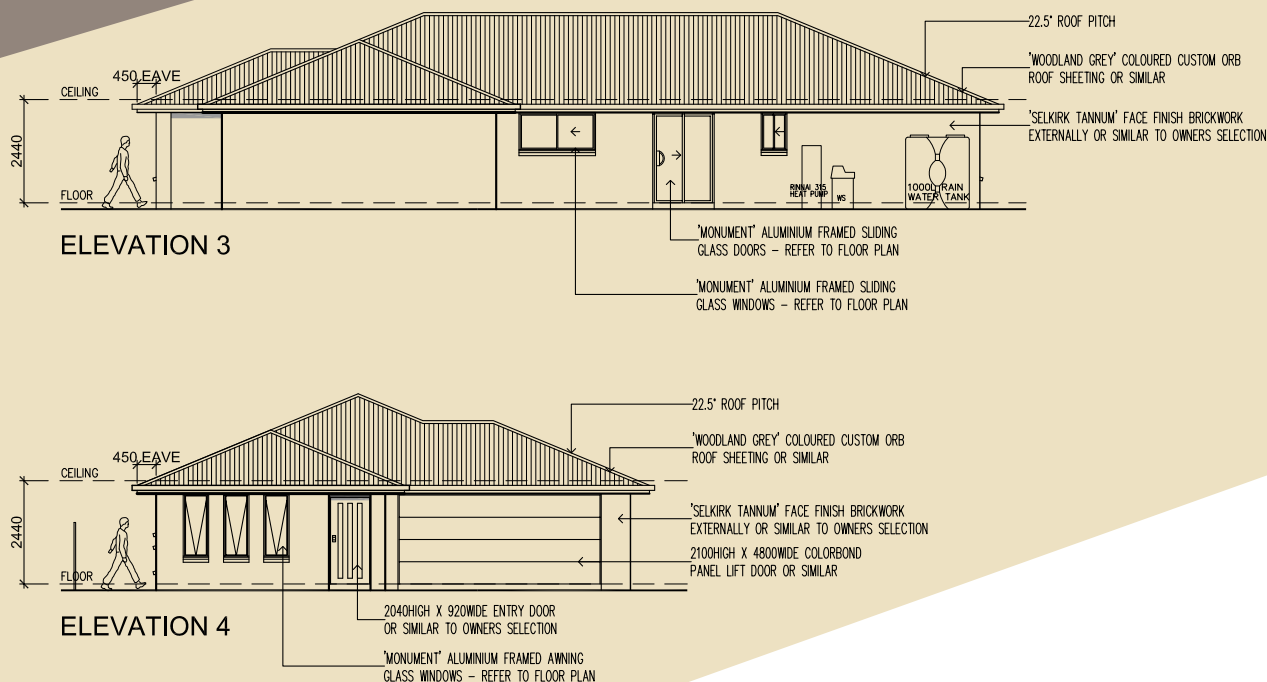 22.5° ROOF PITCH
'WOODLAND GREY' COLOURED CUSTOM ORB
ROOF SHEETING OR SIMILAR
450 EAVE
CEILING
'SELKIRK TANNUM' FACE FINISH BRICKWORK
EXTERNALLY OR SIMILAR TO OWNERS SELECTION
2440
FLOOR
RINNAI 315
HEAT PUMP
WS
1000L RAIN
WATER TANK
ELEVATION 3
'MONUMENT' ALUMINIUM FRAMED SLIDING
GLASS DOORS – REFER TO FLOOR PLAN
'MONUMENT' ALUMINIUM FRAMED SLIDING
GLASS WINDOWS – REFER TO FLOOR PLAN
22.5° ROOF PITCH
'WOODLAND GREY' COLOURED CUSTOM ORB
ROOF SHEETING OR SIMILAR
450 EAVE
CEILING
'SELKIRK TANNUM' FACE FINISH BRICKWORK
EXTERNALLY OR SIMILAR TO OWNERS SELECTION
2440
2100HIGH X 4800WIDE COLORBOND
PANEL LIFT DOOR OR SIMILAR
FLOOR
ELEVATION 4
2040HIGH X 920WIDE ENTRY DOOR
OR SIMILAR TO OWNERS SELECTION
'MONUMENT' ALUMINIUM FRAMED AWNING
GLASS WINDOWS – REFER TO FLOOR PLAN